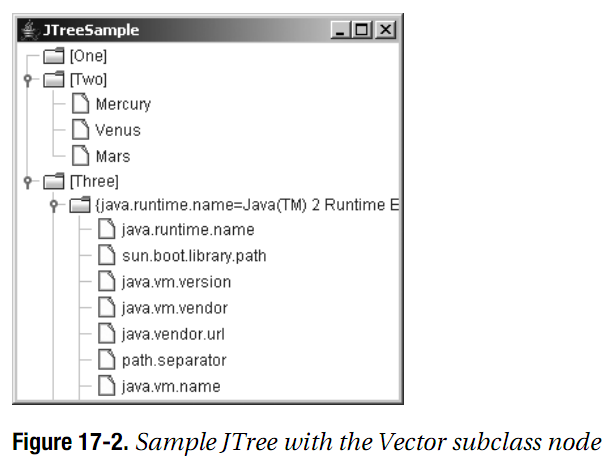 JTreeSample
[One]
[Two]
Mercury
Venus
Mars
[Three]
{java.runtime.name=Java(TM) 2 Runtime E
java.runtime.name
sun.boot.library.path
java.vm.version
java.vm.vendor
java.vendor.url
path.separator
java.vm.name
Figure 17-2. Sample JTree with the Vector subclass node